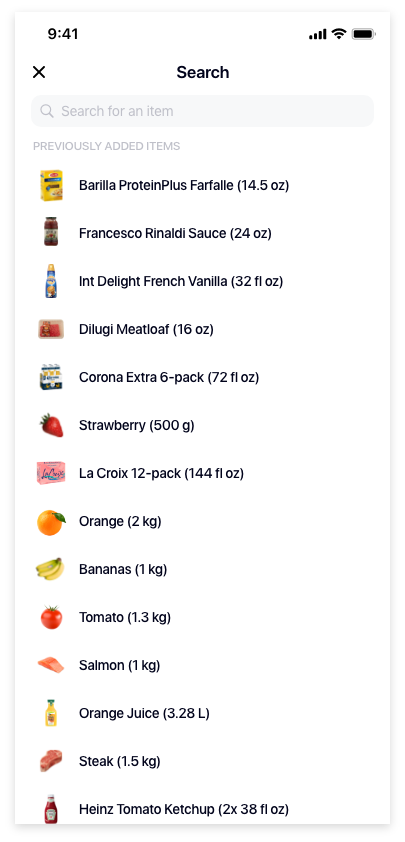 9:41
Search
Search for an item
PREVIOUSLY ADDED ITEMS
Barilla ProteinPlus Farfalle (14.5 oz)
Francesco Rinaldi Sauce (24 oz)
Int Delight French Vanilla (32 fl oz)
Dilugi Meatloaf (16 oz)
Corona Extra 6-pack (72 fl oz)
Strawberry (500 g)
LaCroix
La Croix 12-pack (144 fl oz)
Orange (2 kg)
Bananas (1 kg)
Tomato (1.3 kg)
Salmon (1 kg)
Orange Juice (3.28 L)
Steak (1.5 kg)
Heinz Tomato Ketchup (2x 38 fl oz)